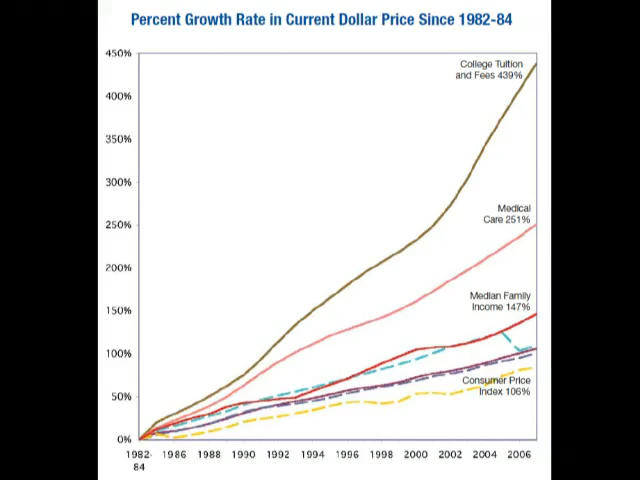 Percent Growth Rate in Current Dollar Price Since 1982-84
450%
College Tuition
and Fees 439%
400%
350%
300%
Medical
Care 251%
250%
200%
Median Family
Income 147%
150%
100%
Consumer Price
Index 106%
50%
0%
1982-
84
1986 1988 1990 1992 1994 1996 1998 2000 2002 2004 2006